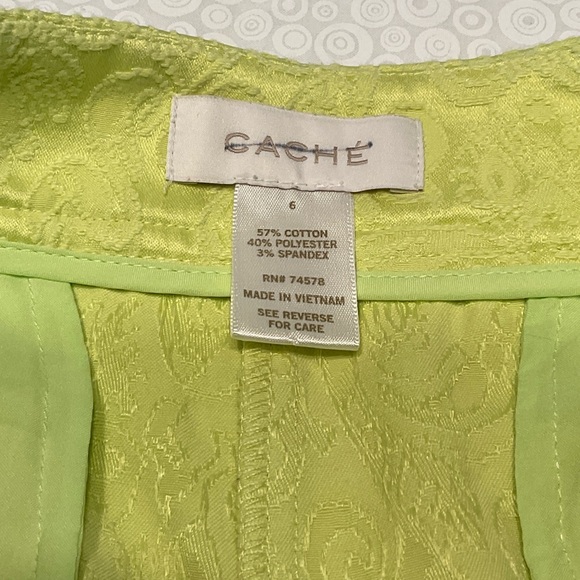 CACHÉ
6
57% COTTON
40% POLYESTER
3% SPANDEX
RN# 74578
MADE IN VIETNAM
SEE REVERSE
FOR CARE